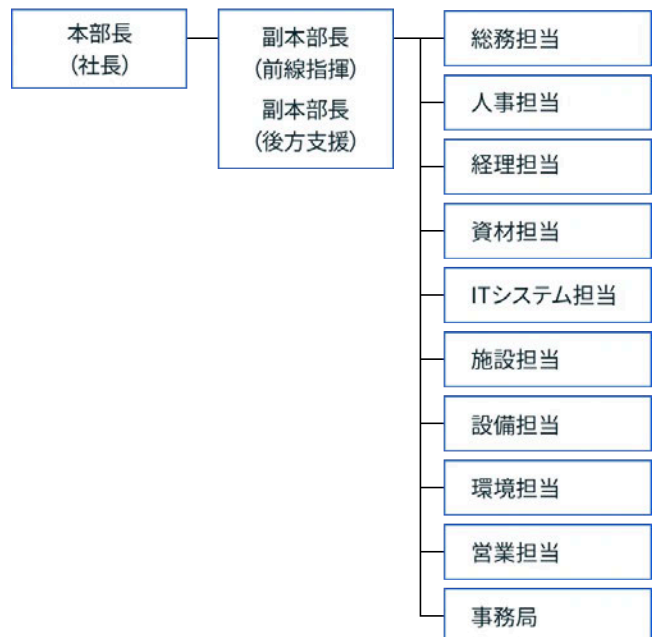 本部長
（社長）
副本部長
（前線指揮）
副本部長
（後方支援）
総務担当
人事担当
経理担当
資材担当
ITシステム担当
施設担当
設備担当
環境担当
営業担当
事務局